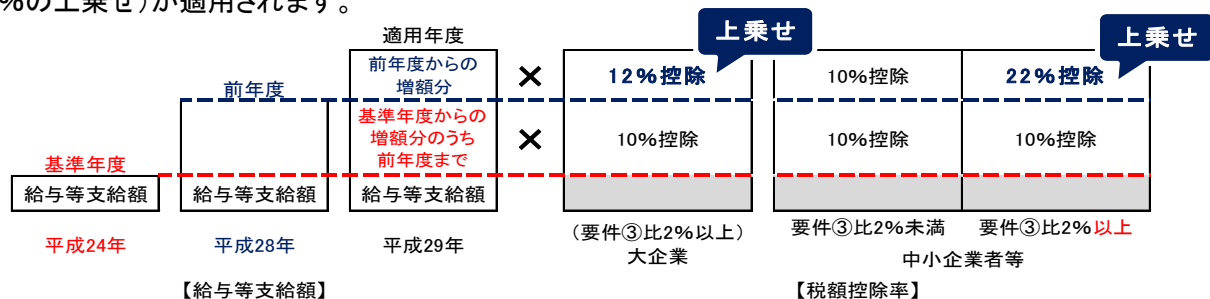 %の上乗せ)が適用されます。
適用年度
上乗せ
上乗せ
前年度
前年度からの
増額分
×
12%控除
10%控除
22%控除
基準年度
基準年度からの
増額分のうち
前年度まで
×
10%控除
10%控除
10%控除
給与等支給額
給与等支給額
給与等支給額
平成24年
平成28年
平成29年
(要件③比2%以上)
大企業
要件③比2%未満
要件③比2%以上
中小企業者等
【給与等支給額】
【税額控除率】